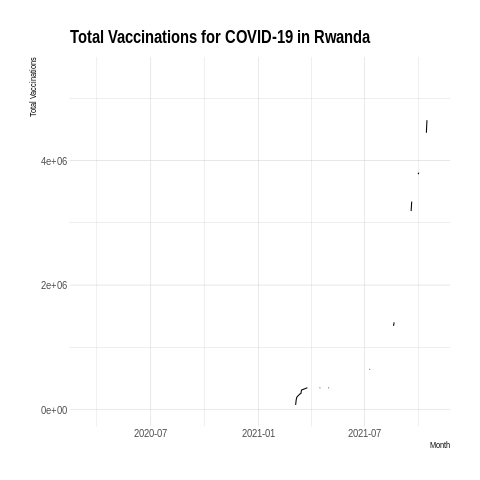 Total Vaccinations for COVID-19 in Rwanda
Total Vaccinations
4e+06
2e+06
0e+00
2020-07
2021-01
2021-07
Month